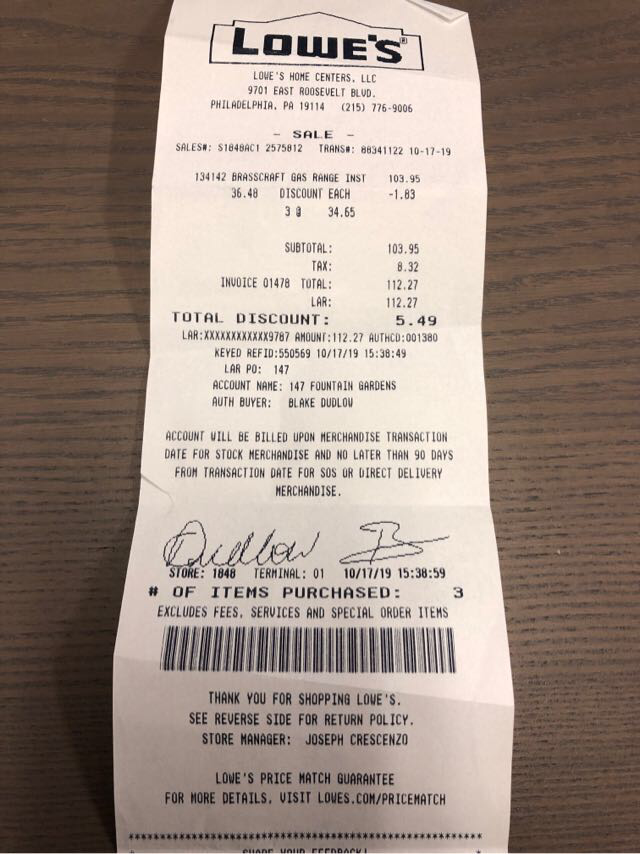 LOWE'S
LOWE'S HOME CENTERS, LLC
9701 EAST ROOSEVELT BLVD.
PHILADELPHIA, PA 19114 (215) 776-9006
- SALE -
SALES#: S1848AC1 2575812 TRANS#: 88341122 10-17-19
134142 BRASSCRAFT GAS RANGE INST 103.95
36.48 DISCOUNT EACH -1.83
3 @ 34.65
SUBTOTAL: 103.95
TAX: 8.32
INVOICE 01478 TOTAL: 112.27
LAR: 112.27
TOTAL DISCOUNT: 5.49
LAR:XXXXXXXXXXXX9787 AMOUNT:112.27 AUTHCD:001380
KEYED REFID:550569 10/17/19 15:38:49
LAR PO: 147
ACCOUNT NAME: 147 FOUNTAIN GARDENS
AUTH BUYER: BLAKE DUDLOW
ACCOUNT WILL BE BILLED UPON MERCHANDISE TRANSACTION
DATE FOR STOCK MERCHANDISE AND NO LATER THAN 90 DAYS
FROM TRANSACTION DATE FOR SOS OR DIRECT DELIVERY
MERCHANDISE.
Dudlow B
STORE: 1848 TERMINAL: 01 10/17/19 15:38:59
# OF ITEMS PURCHASED: 3
EXCLUDES FEES, SERVICES AND SPECIAL ORDER ITEMS
THANK YOU FOR SHOPPING LOWE'S.
SEE REVERSE SIDE FOR RETURN POLICY.
STORE MANAGER: JOSEPH CRESCENZO
LOWE'S PRICE MATCH GUARANTEE
FOR MORE DETAILS, VISIT LOWES.COM/PRICEMATCH
****************************************************
* SHARE YOUR FEEDBACK! *